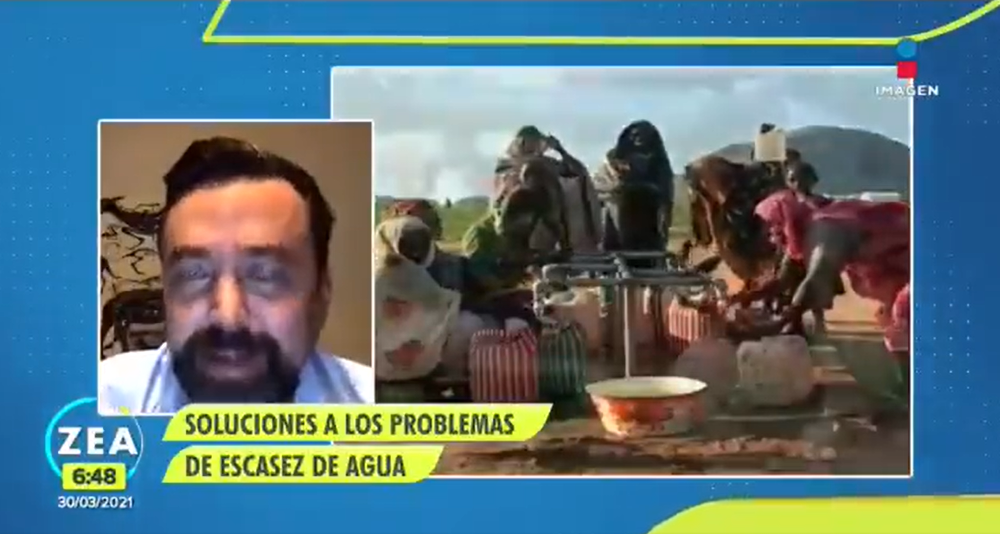 IMAGEN
SOLUCIONES A LOS PROBLEMAS
DE ESCASEZ DE AGUA
ZEA
6:48
30/03/2021